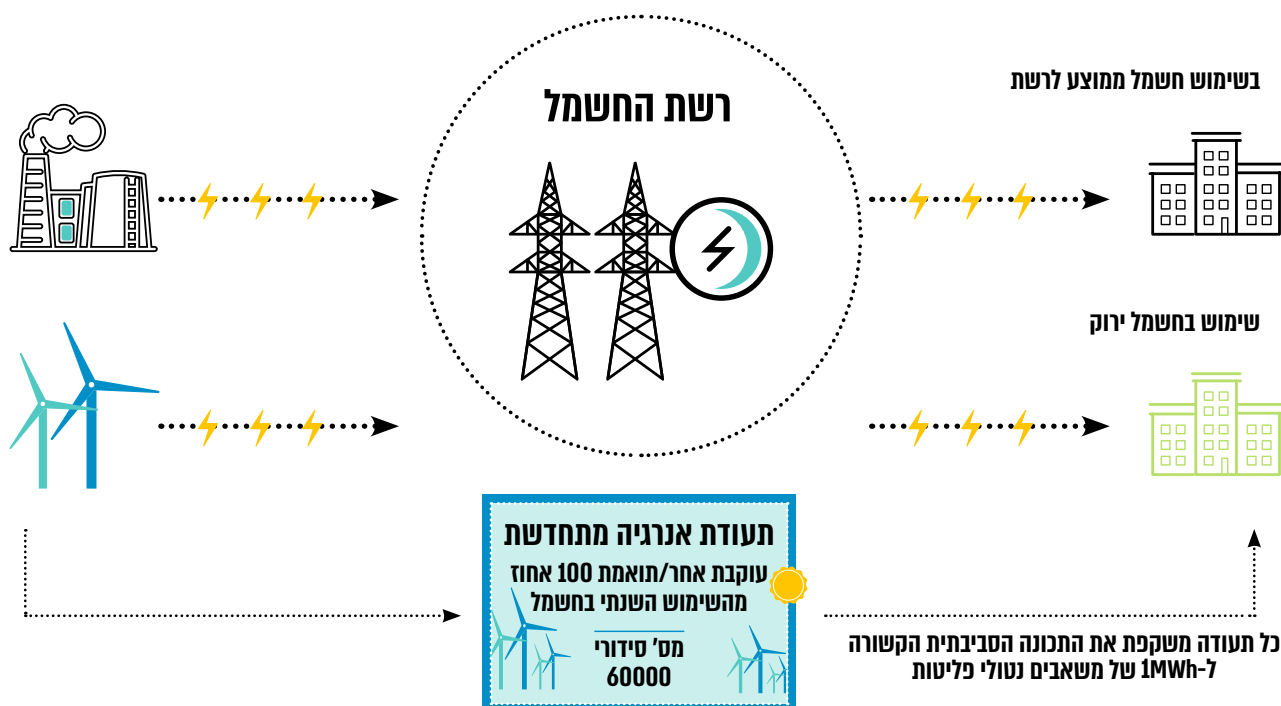 רשת החשמל
בשימוש חשמל ממוצע לרשת
שימוש בחשמל ירוק
תעודת אנרגיה מתחדשת
עוקבת אחר/תואמת 100 אחוז
מהשימוש השנתי בחשמל
מס' סידורי
60000
כל תעודה משקפת את התכונה הסביבתית הקשורה
ל-1MWh של משאבים נטולי פליטות